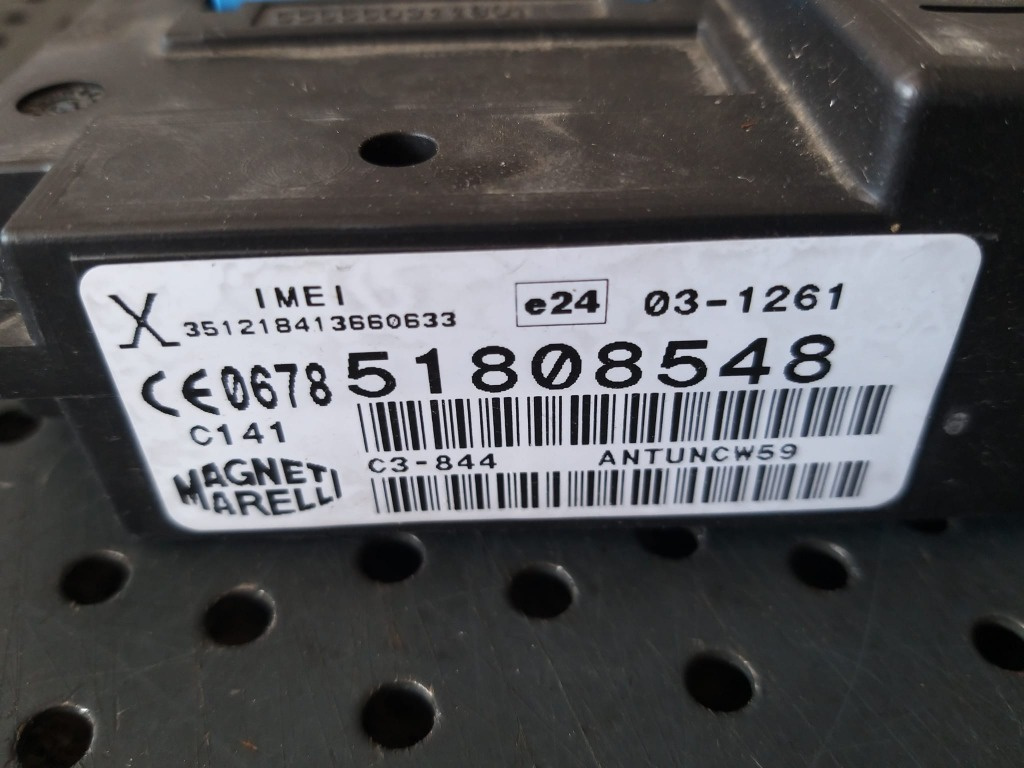 IMEI
351218413660633
e24 03-1261
CE0678 51808548
C141
C3-844 ANTUNCW59
MAGNETI
MARELLI